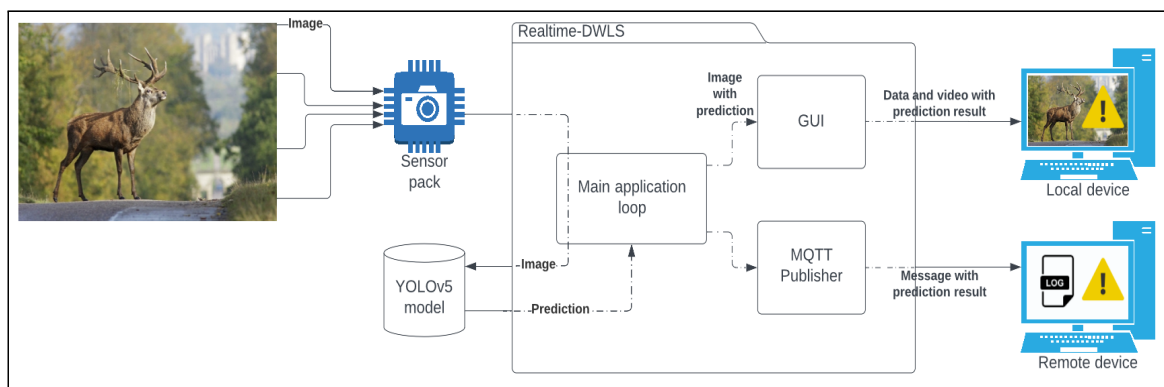 Image
Sensor
pack
Realtime-DWLS
Main application
loop
Image
with
prediction
GUI
MQTT
Publisher
YOLOv5
model
Image
Prediction
Data and video with
prediction result
Local device
Message with
prediction result
LOG
Remote device